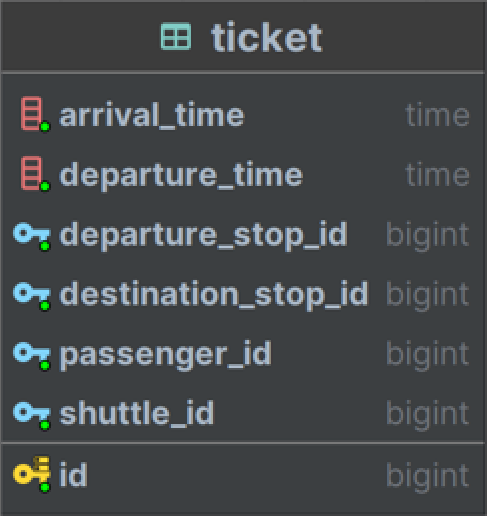 ticket
arrival_time time
departure_time time
departure_stop_id bigint
destination_stop_id bigint
passenger_id bigint
shuttle_id bigint
id bigint